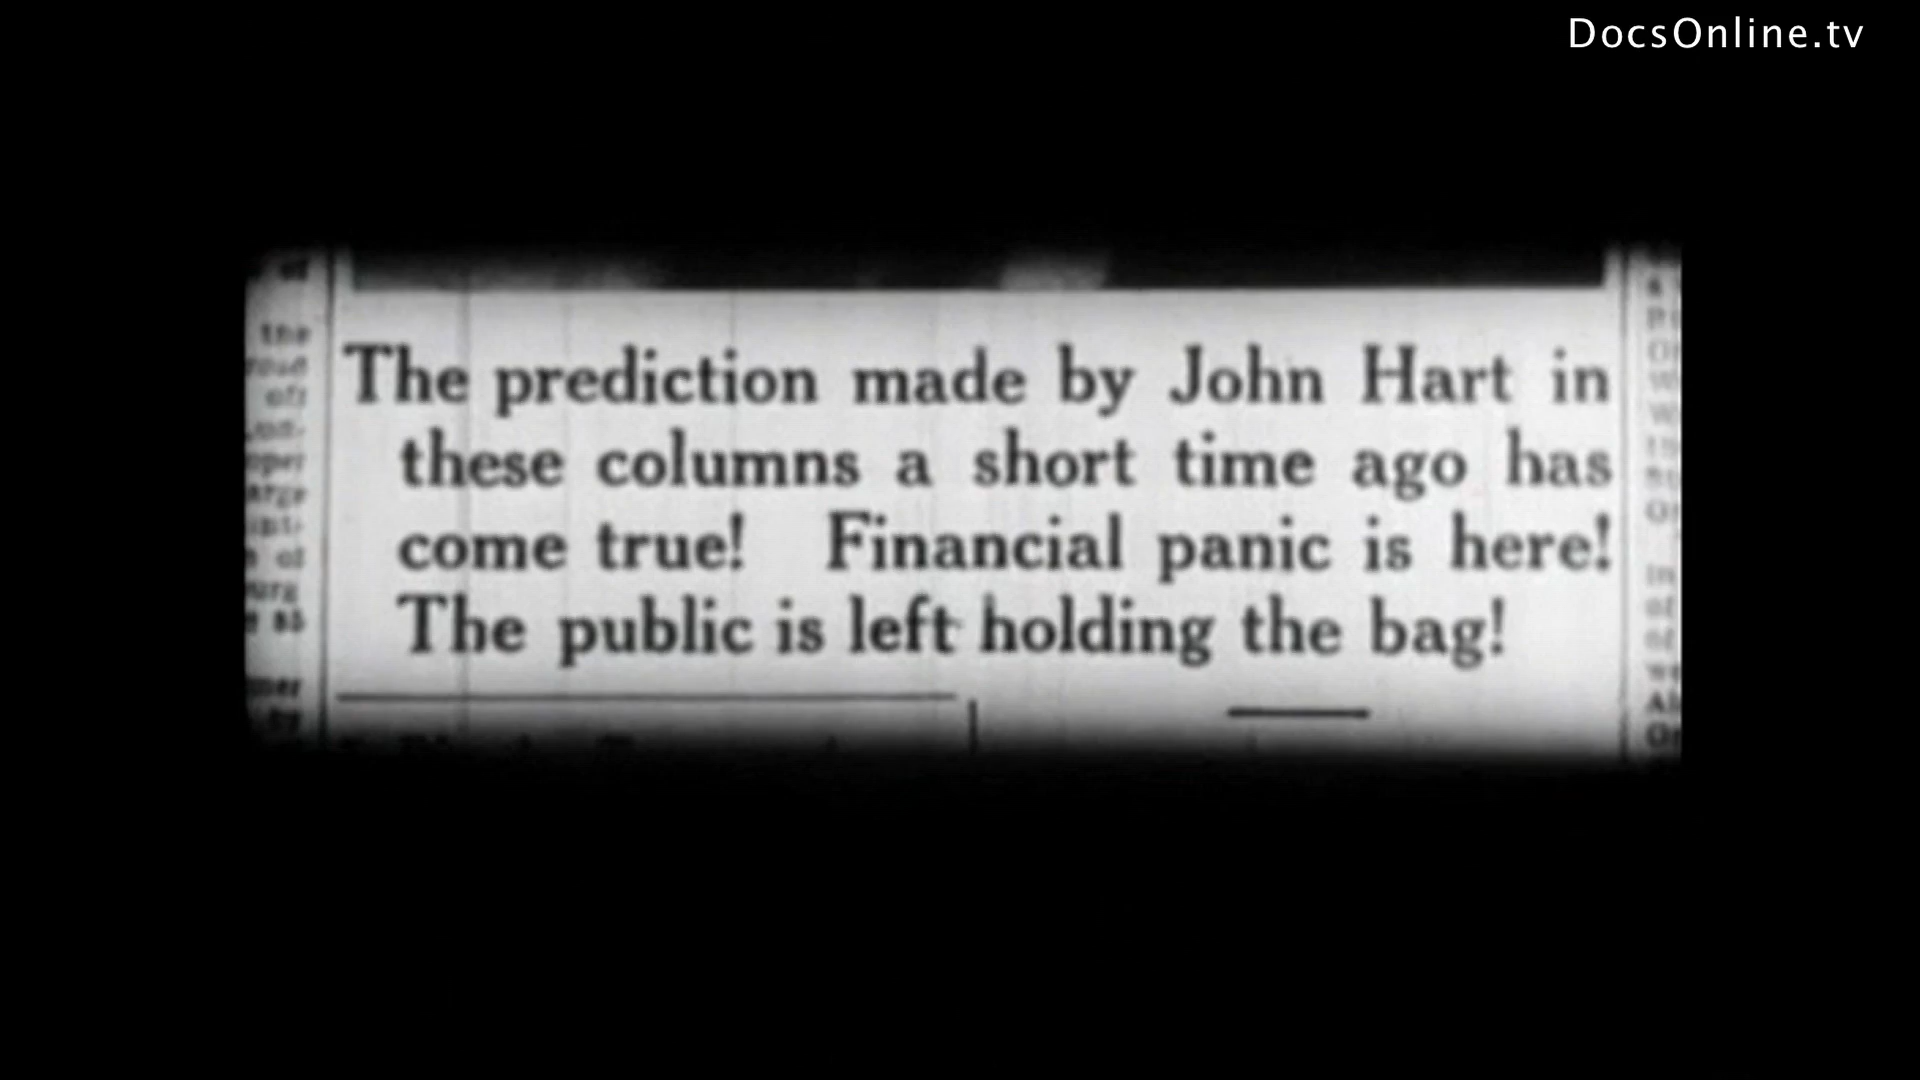 DocsOnline.tv
The prediction made by John Hart in
these columns a short time ago has
come true! Financial panic is here!
The public is left holding the bag!